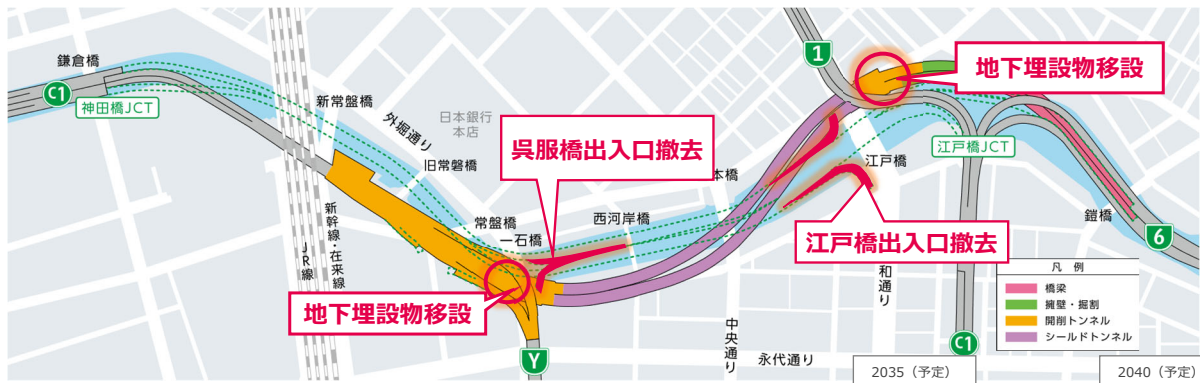 鎌倉橋
C1
神田橋JCT
新常盤橋
外堀通り
日本銀行
本店
旧常磐橋
呉服橋出入口撤去
1
地下埋設物移設
江戸橋JCT
江戸橋
本橋
西河岸橋
常盤橋
一石橋
新幹線・在来線
JR線
地下埋設物移設
江戸橋出入口撤去
鎧橋
6
和通り
中央通り
永代通り
Y
C1
凡 例
橋梁
擁壁・掘割
開削トンネル
シールドトンネル
2035（予定）
2040（予定）